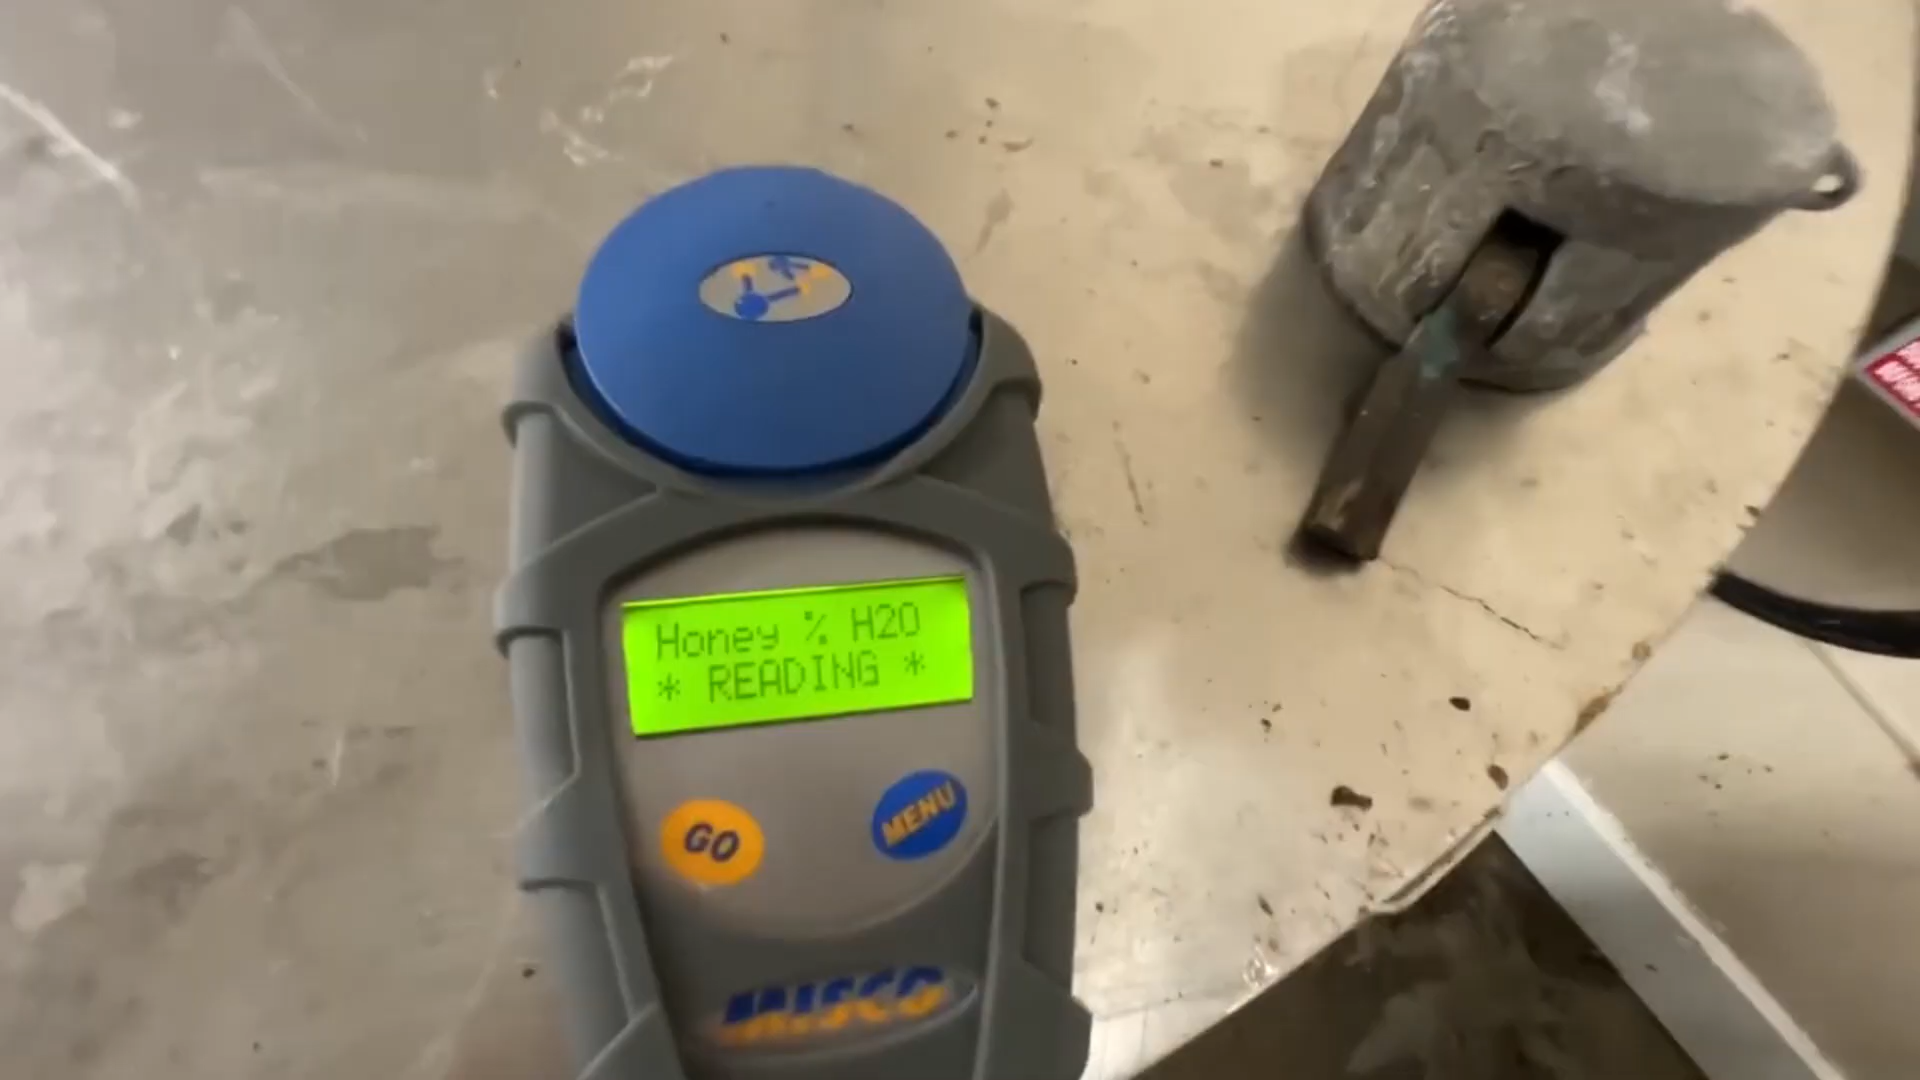 Honey % H2O
* READING *
GO
MENU
MISCO